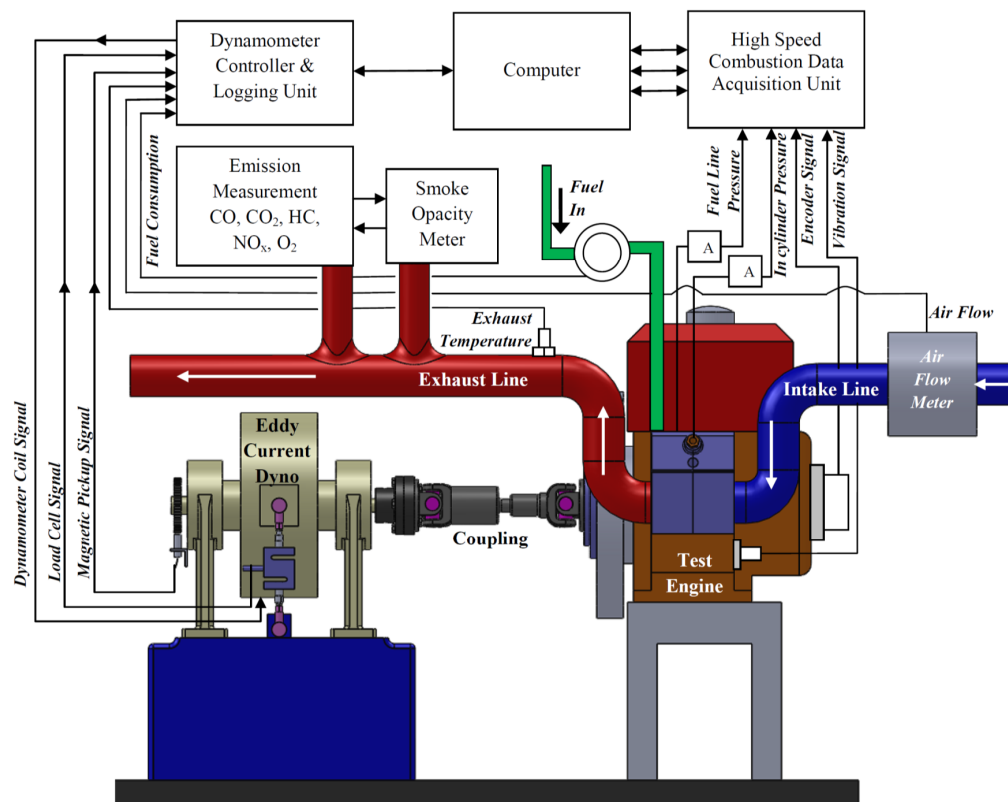 Dynamometer
Controller &
Logging Unit
Computer
High Speed
Combustion Data
Acquisition Unit
Fuel Consumption
Emission
Measurement
CO, CO₂, HC,
NOₓ, O₂
Smoke
Opacity
Meter
Fuel
In
Fuel Line
Pressure
In cylinder Pressure
Encoder Signal
Vibration Signal
A
A
Exhaust
Temperature
Air Flow
Exhaust Line
Intake Line
Air
Flow
Meter
Dynamometer Coil Signal
Load Cell Signal
Magnetic Pickup Signal
Eddy
Current
Dyno
Coupling
Test
Engine